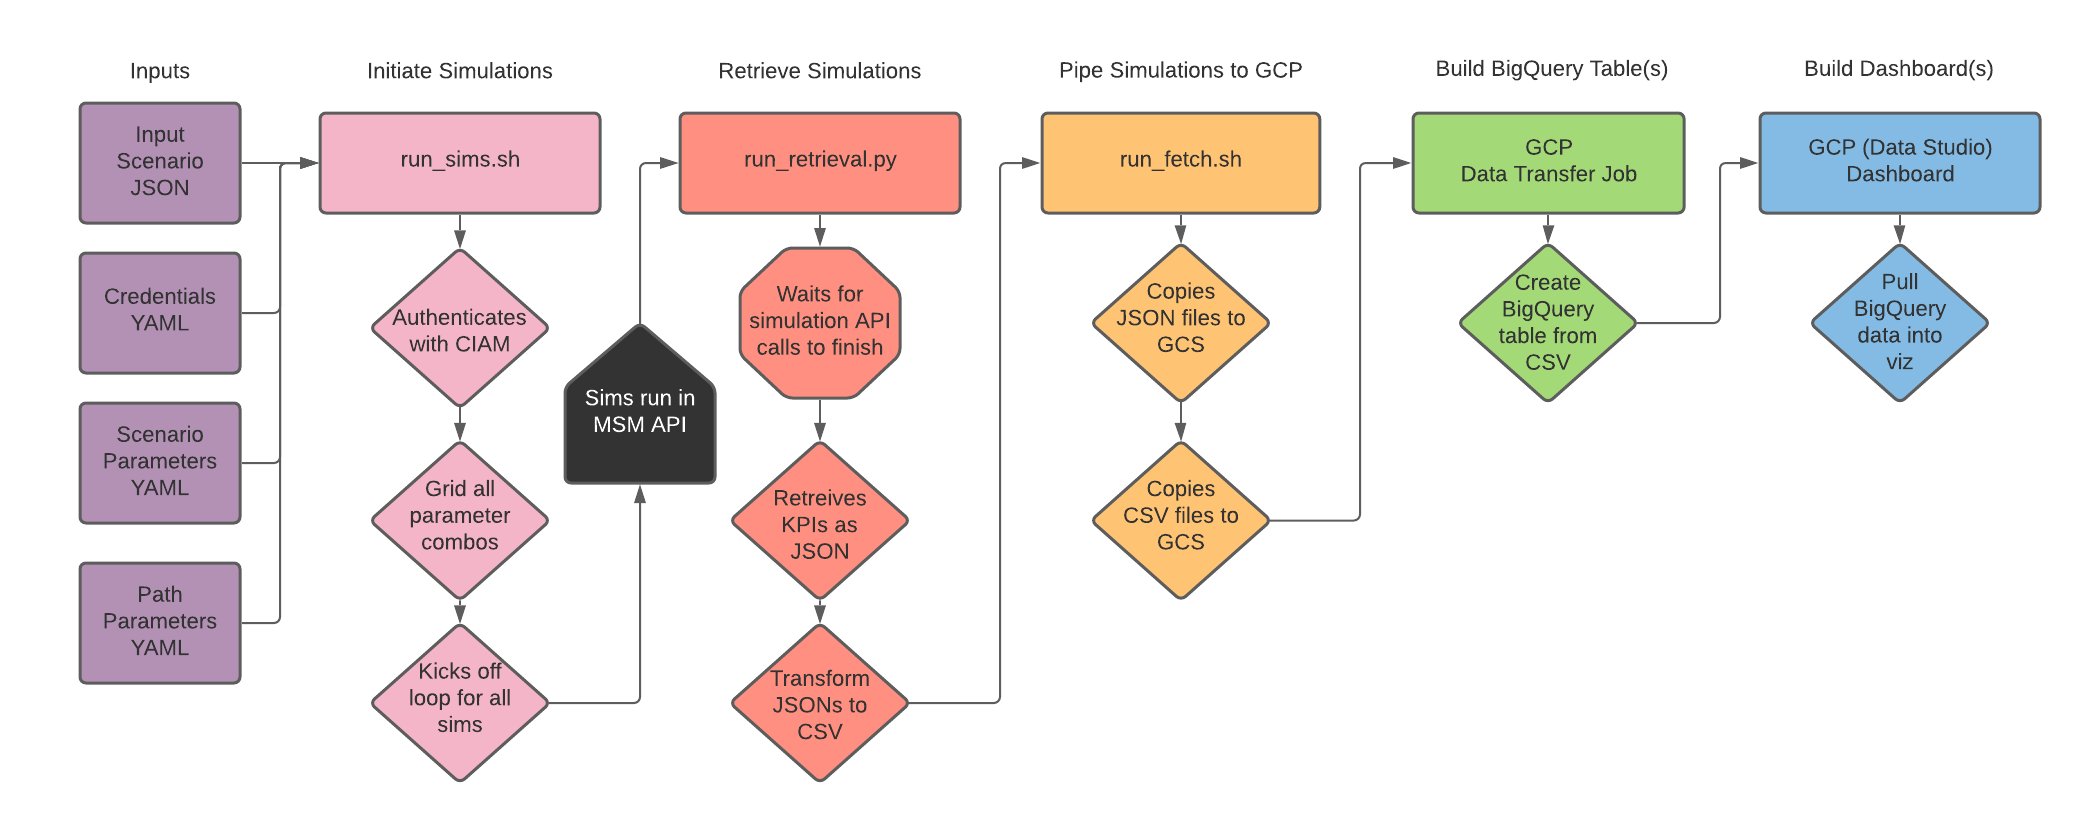 Inputs
Input
Scenario
JSON
Credentials
YAML
Scenario
Parameters
YAML
Path
Parameters
YAML
Initiate Simulations
run_sims.sh
Authenticates
with CIAM
Grid all
parameter
combos
Kicks off
loop for all
sims
Sims run in
MSM API
Retrieve Simulations
run_retrieval.py
Waits for
simulation API
calls to finish
Retreives
KPIs as
JSON
Transform
JSONs to
CSV
Pipe Simulations to GCP
run_fetch.sh
Copies
JSON files to
GCS
Copies
CSV files to
GCS
Build BigQuery Table(s)
GCP
Data Transfer Job
Create
BigQuery
table from
CSV
Build Dashboard(s)
GCP (Data Studio)
Dashboard
Pull
BigQuery
data into
viz